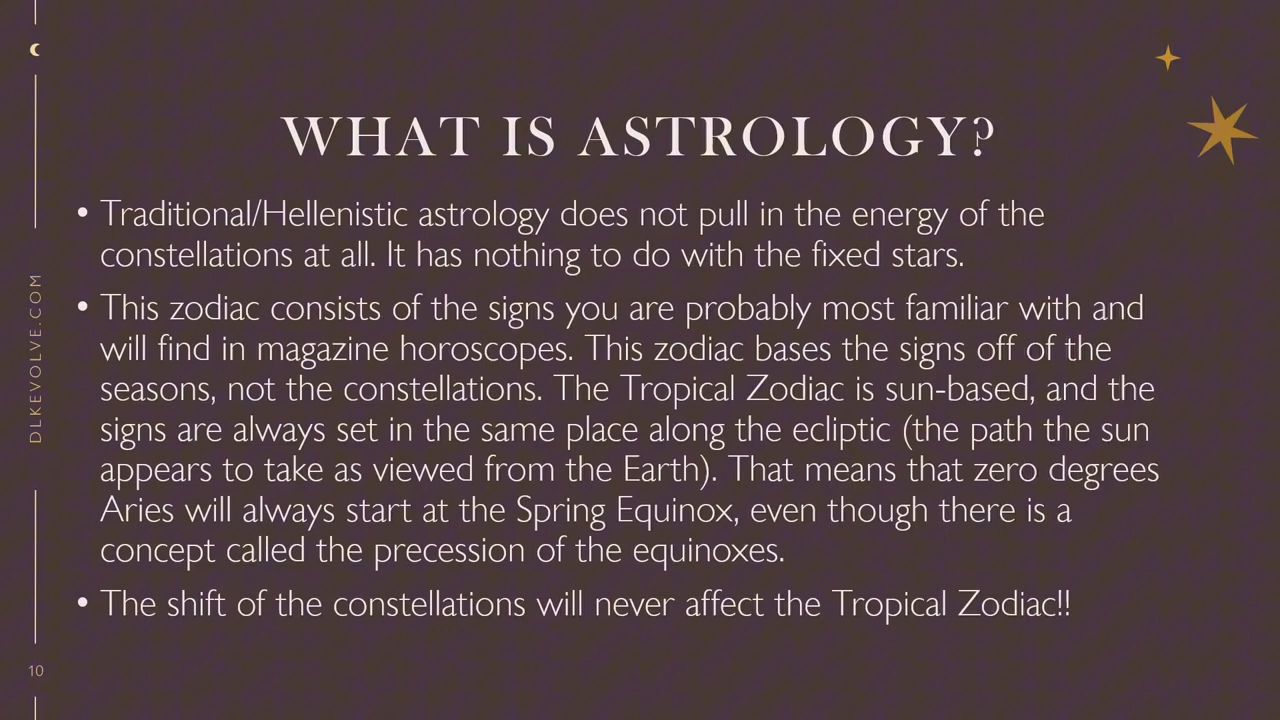 WHAT IS ASTROLOGY?
• Traditional/Hellenistic astrology does not pull in the energy of the
constellations at all. It has nothing to do with the fixed stars.
• This zodiac consists of the signs you are probably most familiar with and
will find in magazine horoscopes. This zodiac bases the signs off of the
seasons, not the constellations. The Tropical Zodiac is sun-based, and the
signs are always set in the same place along the ecliptic (the path the sun
appears to take as viewed from the Earth). That means that zero degrees
Aries will always start at the Spring Equinox, even though there is a
concept called the precession of the equinoxes.
• The shift of the constellations will never affect the Tropical Zodiac!!
DLKEVOLVE.COM
10